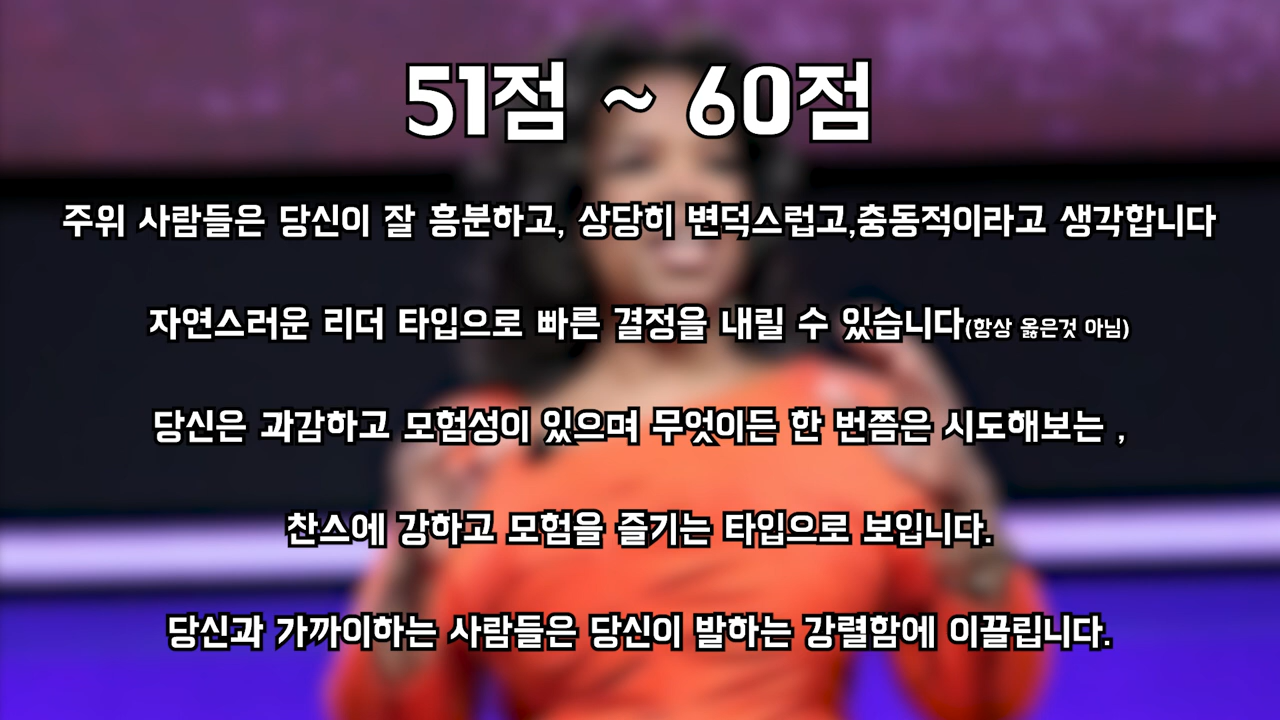 51점 ~ 60점
주위 사람들은 당신이 잘 흥분하고, 상당히 변덕스럽고,충동적이라고 생각합니다
자연스러운 리더 타입으로 빠른 결정을 내릴 수 있습니다(항상 옳은것 아님)
당신은 과감하고 모험성이 있으며 무엇이든 한 번쯤은 시도해보는 ,
찬스에 강하고 모험을 즐기는 타입으로 보입니다.
당신과 가까이하는 사람들은 당신이 발하는 강렬함에 이끌립니다.